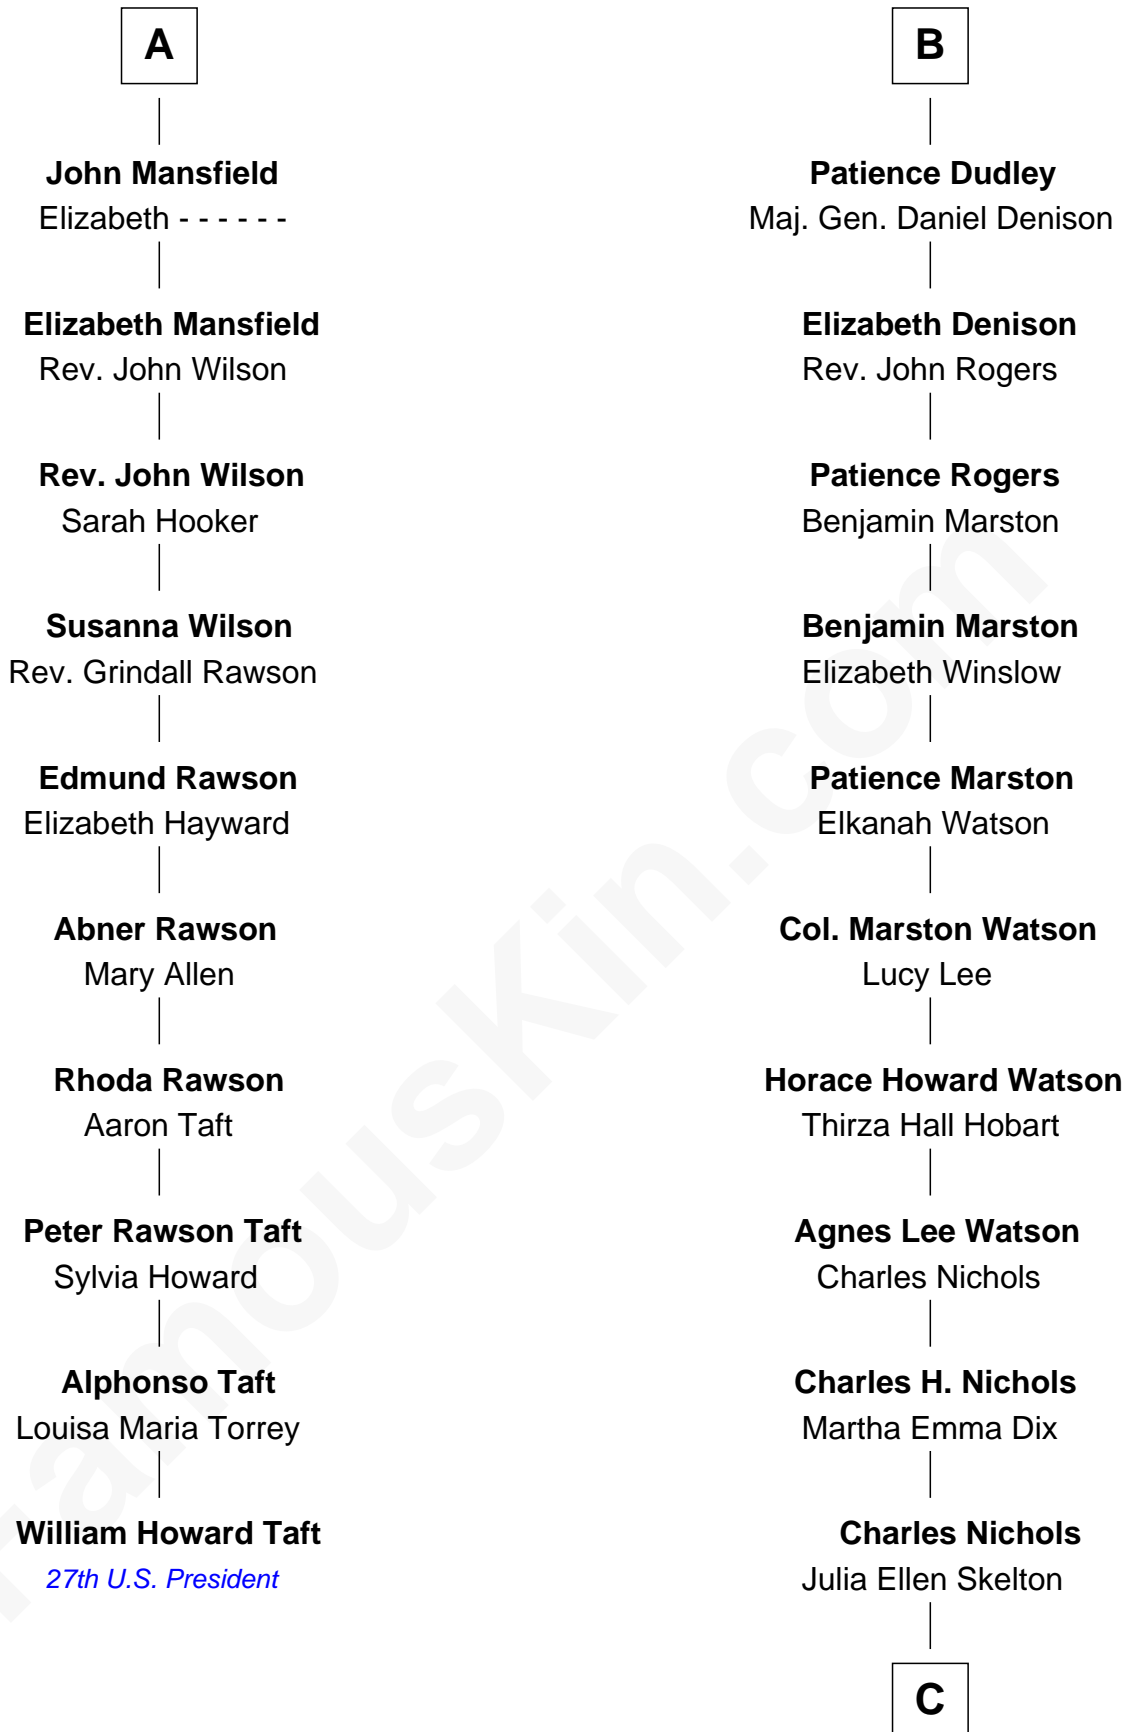 A
John Mansfield
Elizabeth - - - - - -
Elizabeth Mansfield
Rev. John Wilson
Rev. John Wilson
Sarah Hooker
Susanna Wilson
Rev. Grindall Rawson
Edmund Rawson
Elizabeth Hayward
Abner Rawson
Mary Allen
Rhoda Rawson
Aaron Taft
Peter Rawson Taft
Sylvia Howard
Alphonso Taft
Louisa Maria Torrey
William Howard Taft
27th U.S. President
B
Patience Dudley
Maj. Gen. Daniel Denison
Elizabeth Denison
Rev. John Rogers
Patience Rogers
Benjamin Marston
Benjamin Marston
Elizabeth Winslow
Patience Marston
Elkanah Watson
Col. Marston Watson
Lucy Lee
Horace Howard Watson
Thirza Hall Hobart
Agnes Lee Watson
Charles Nichols
Charles H. Nichols
Martha Emma Dix
Charles Nichols
Julia Ellen Skelton
C
FamousKin.com